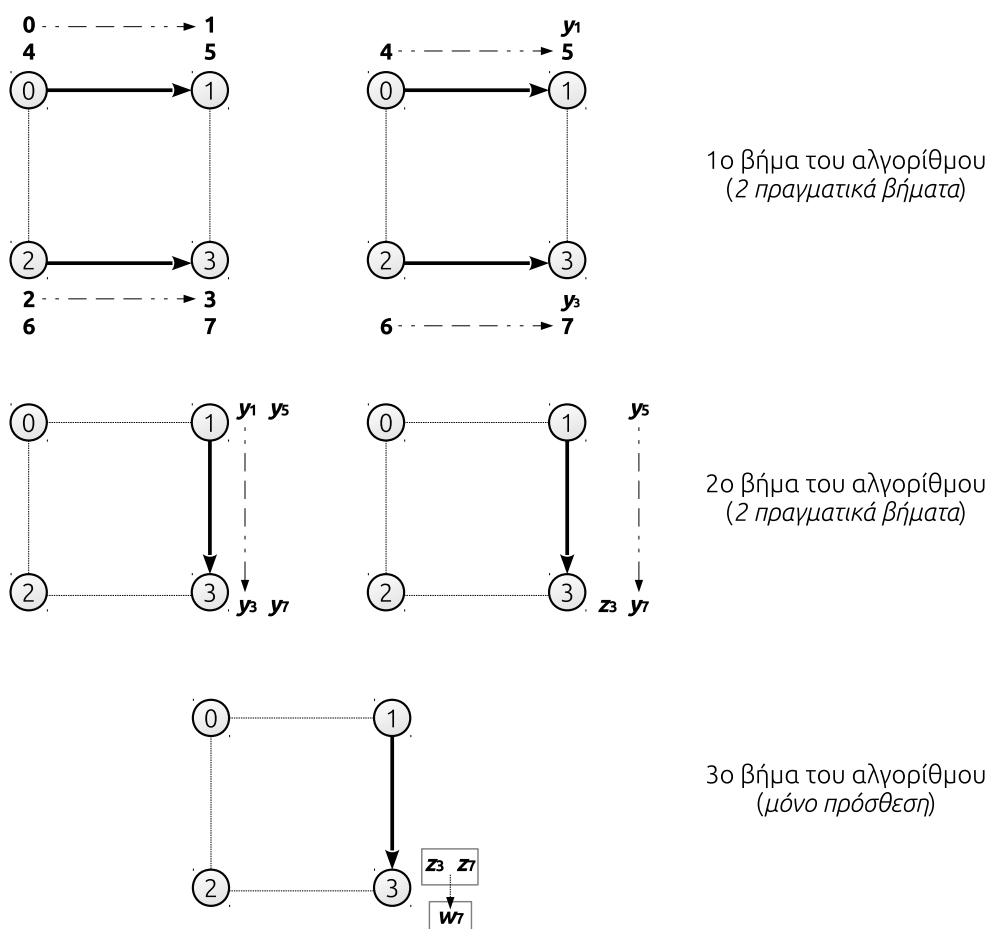 0 1 y1
4 5 4 5
0 1 0 1
1ο βήμα του αλγορίθμου
(2 πραγματικά βήματα)
2 3 2 3
2 3 y3
6 7 6 7
0 1 y1 y5 0 1 y5
2ο βήμα του αλγορίθμου
(2 πραγματικά βήματα)
2 3 y3 y7 2 3 z3 y7
0 1
3ο βήμα του αλγορίθμου
(μόνο πρόσθεση)
2 3 z3 z7
w7